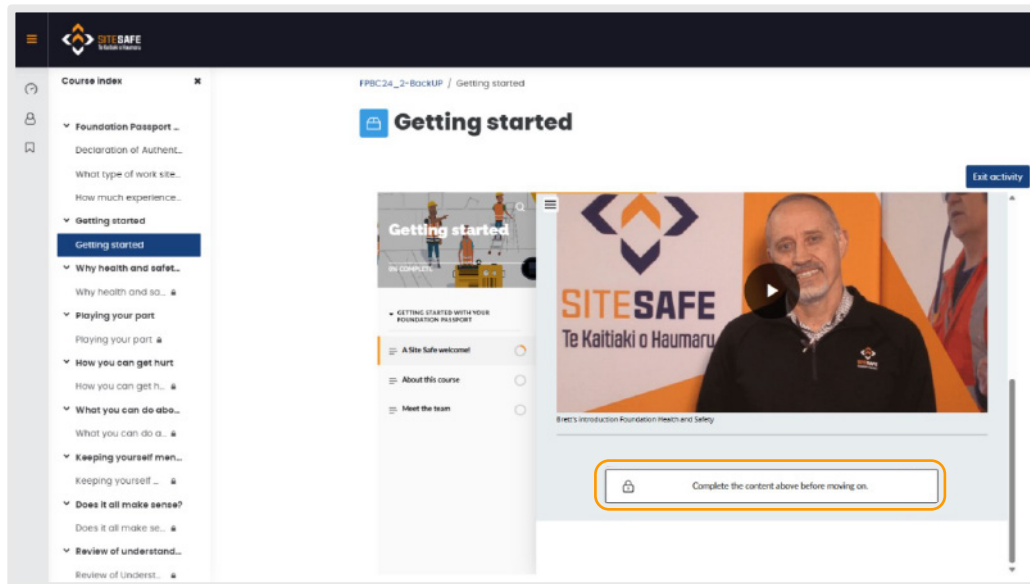 SITESAFE
Te Kaitiaki o Haumaru
Course index
Foundation Passport ...
Declaration of Authent...
What type of work site...
How much experience...
Getting started
Getting started
Why health and safet...
Why health and sa...
Playing your part
Playing your part
How you can get hurt
How you can get h...
What you can do abo...
What you can do a...
Keeping yourself men...
Keeping yourself ...
Does it all make sense?
Does it all make se...
Review of understand...
Review of Underst...
FPBC24_2-BackUP / Getting started
Getting started
Exit activity
Getting started
COMPLETE
GETTING STARTED WITH YOUR
FOUNDATION PASSPORT
A Site Safe welcome!
About this course
Meet the team
SITESAFE
Te Kaitiaki o Haumaru
Brett's introduction Foundation Health and Safety
Complete the content above before moving on.